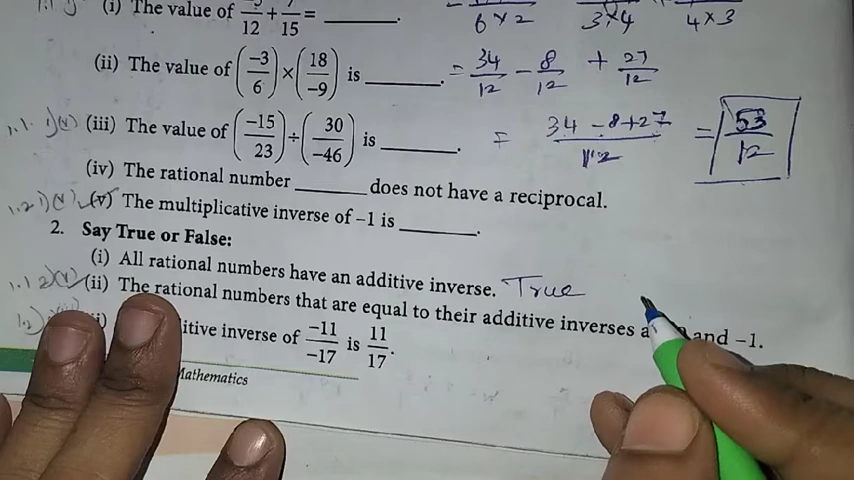 (i) The value of /12 + 7/15 = ________.
6 × 2 3 × 4 4 × 3
(ii) The value of (−3/6) × (18/−9) is ________.
= 34/12 − 8/12 + 27/12
(iii) The value of (−15/23) ÷ (30/−46) is ________.
= 34 − 8 + 27/12 = 53/12
(iv) The rational number ________ does not have a reciprocal.
(v) The multiplicative inverse of −1 is ________.
2. Say True or False:
(i) All rational numbers have an additive inverse. True
(ii) The rational numbers that are equal to their additive inverses and −1.
itive inverse of −11/−17 is 11/17.
Mathematics